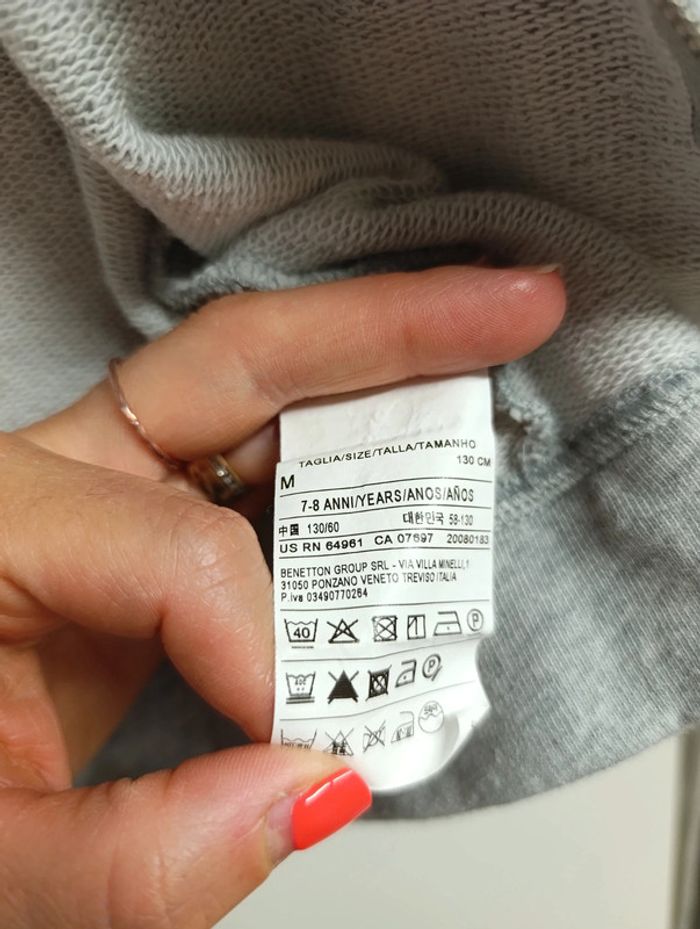 TAGLIA/SIZE/TALLA/TAMANHO
M 130 CM
7-8 ANNI/YEARS/ANOS/AÑOS
中国 130/60 대한민국 58-130
US RN 64961 CA 07697 20080183
BENETTON GROUP SRL - VIA VILLA MINELLI,1
31050 PONZANO VENETO TREVISO ITALIA
P.iva 03490770264
40 P
P